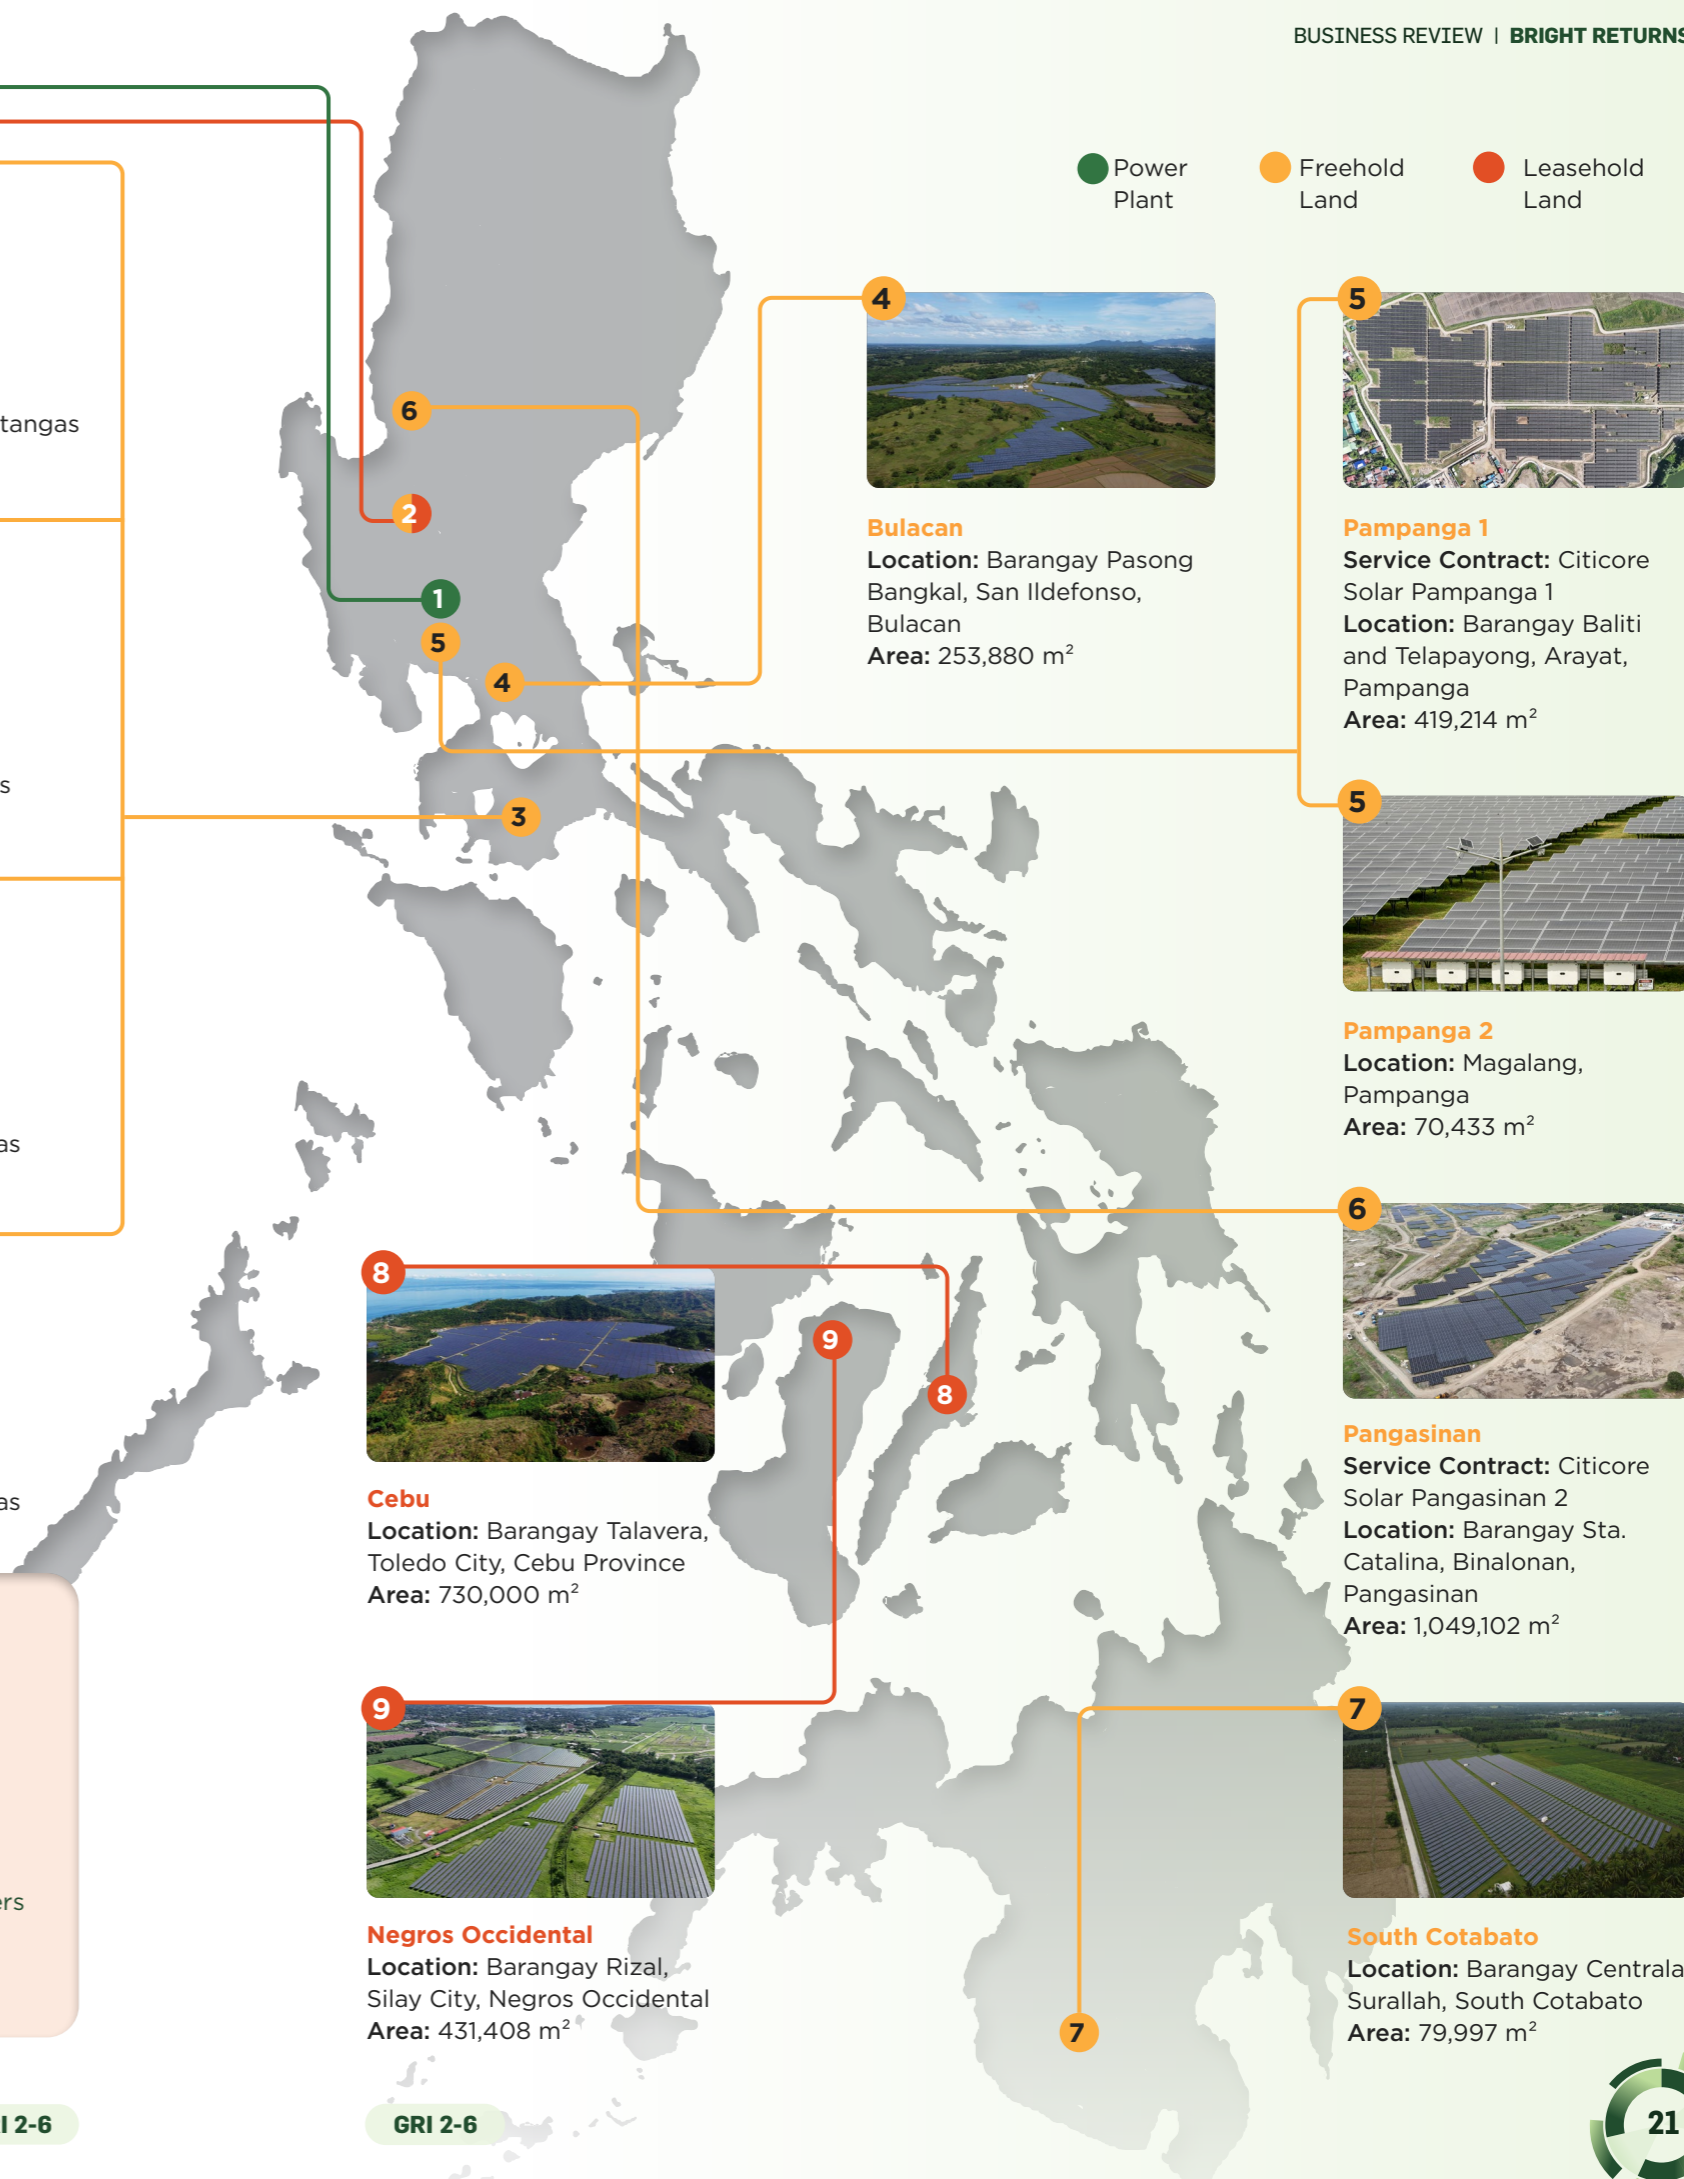 BUSINESS REVIEW | BRIGHT RETURNS
Power
Plant
Freehold
Land
Leasehold
Land
tangas
s
as
as
ers
6
2
1
5
4
3
9
8
7
4
Bulacan
Location: Barangay Pasong
Bangkal, San Ildefonso,
Bulacan
Area: 253,880 m²
5
Pampanga 1
Service Contract: Citicore
Solar Pampanga 1
Location: Barangay Baliti
and Telapayong, Arayat,
Pampanga
Area: 419,214 m²
5
Pampanga 2
Location: Magalang,
Pampanga
Area: 70,433 m²
6
Pangasinan
Service Contract: Citicore
Solar Pangasinan 2
Location: Barangay Sta.
Catalina, Binalonan,
Pangasinan
Area: 1,049,102 m²
7
South Cotabato
Location: Barangay Centrala
Surallah, South Cotabato
Area: 79,997 m²
8
Cebu
Location: Barangay Talavera,
Toledo City, Cebu Province
Area: 730,000 m²
9
Negros Occidental
Location: Barangay Rizal,
Silay City, Negros Occidental
Area: 431,408 m²
I 2-6
GRI 2-6
21